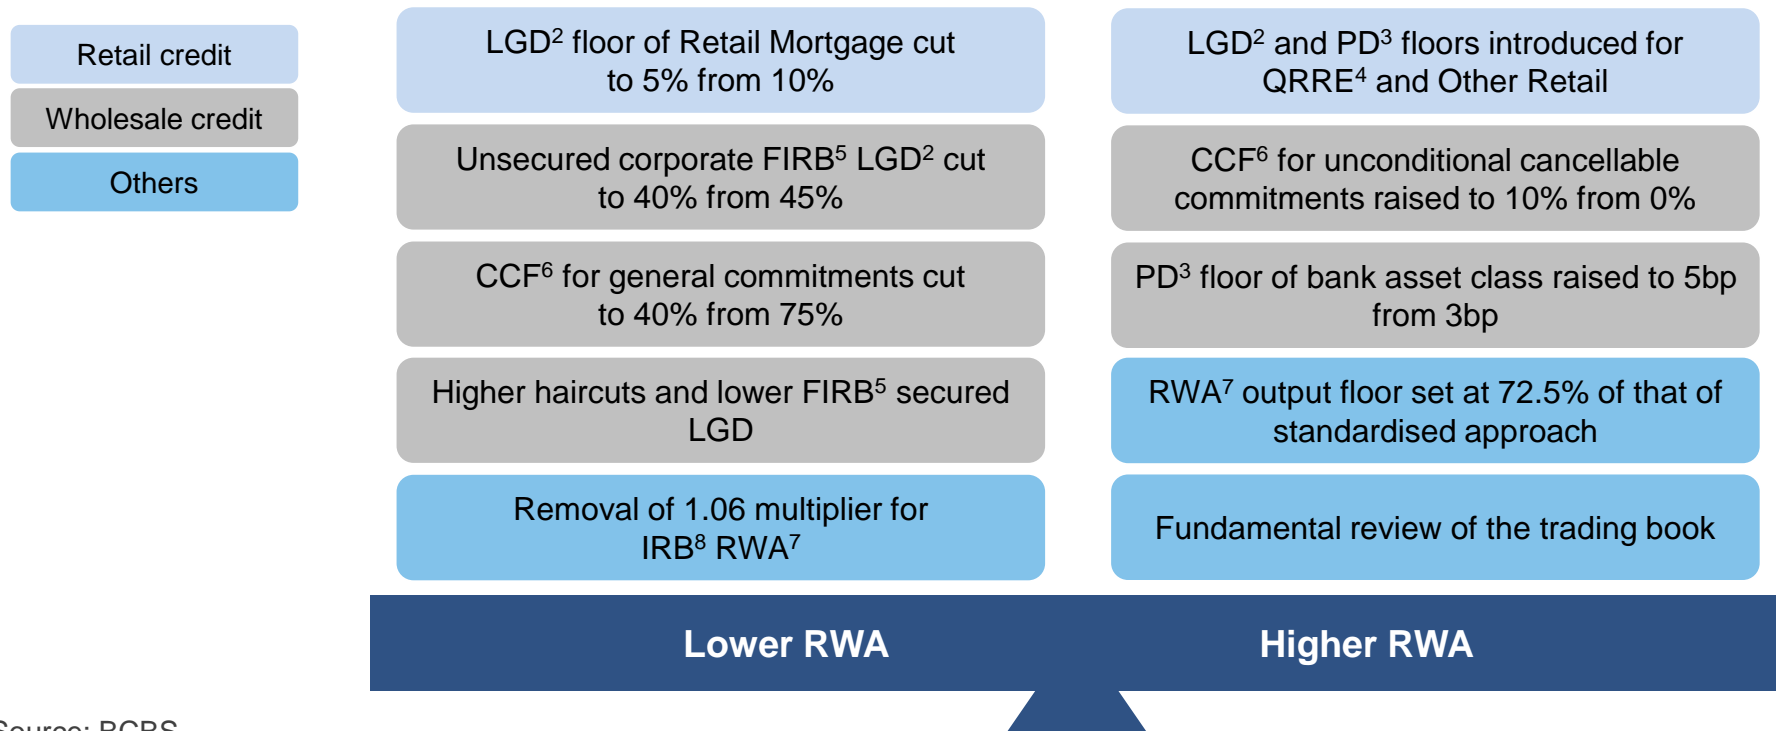 Retail credit
Wholesale credit
Others
LGD² floor of Retail Mortgage cut
to 5% from 10%
Unsecured corporate FIRB⁵ LGD² cut
to 40% from 45%
CCF⁶ for general commitments cut
to 40% from 75%
Higher haircuts and lower FIRB⁵ secured
LGD
Removal of 1.06 multiplier for
IRB⁸ RWA⁷
LGD² and PD³ floors introduced for
QRRE⁴ and Other Retail
CCF⁶ for unconditional cancellable
commitments raised to 10% from 0%
PD³ floor of bank asset class raised to 5bp
from 3bp
RWA⁷ output floor set at 72.5% of that of
standardised approach
Fundamental review of the trading book
Lower RWA
Higher RWA
Source: BCBS